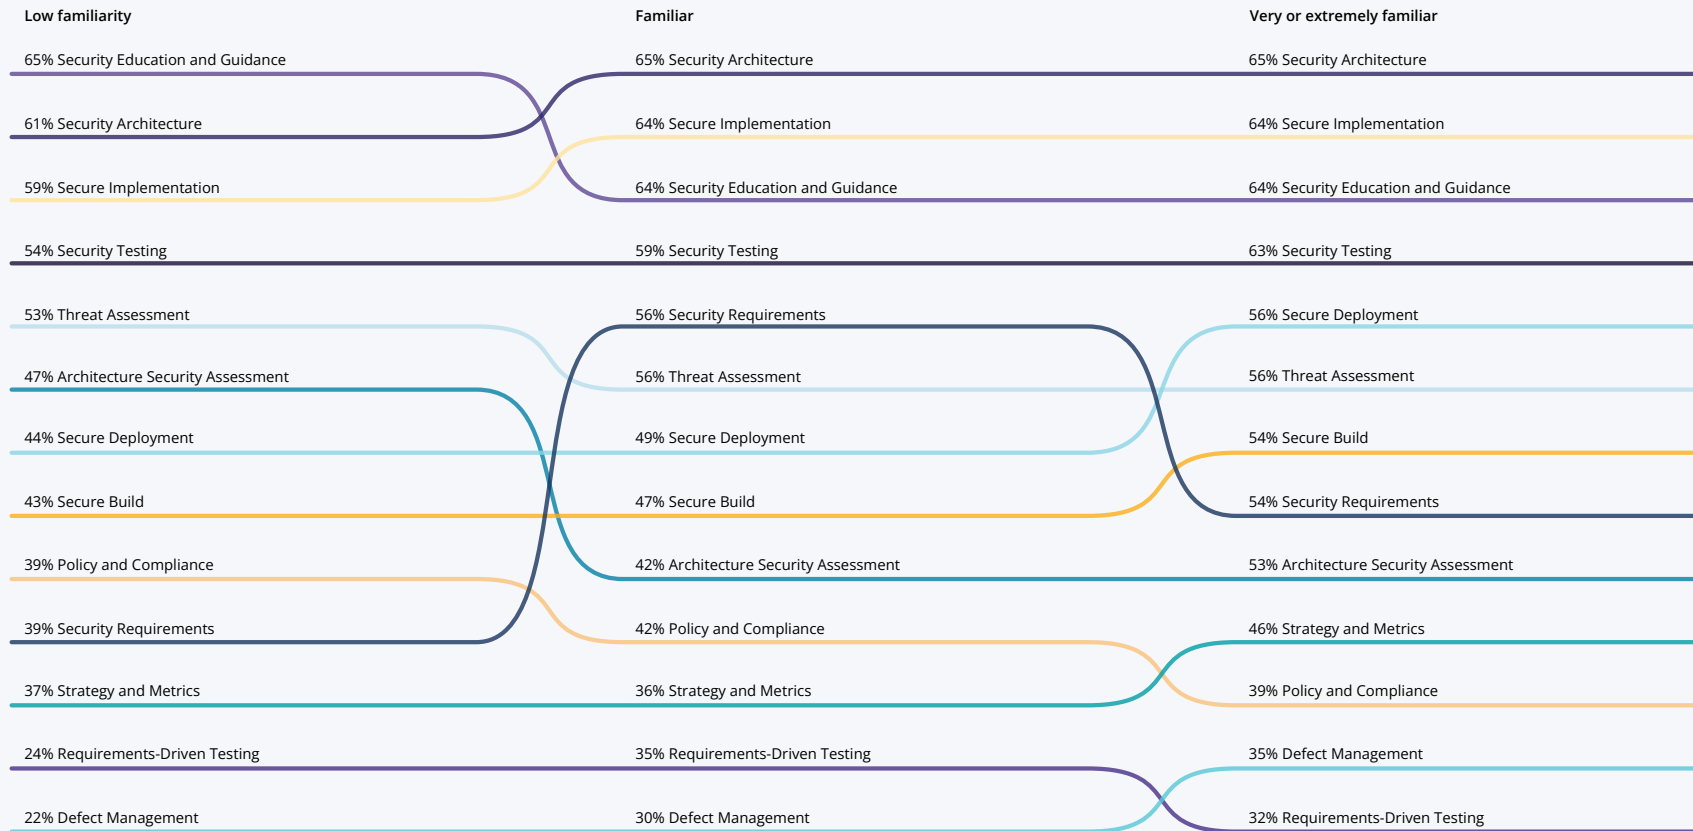 Low familiarity
65% Security Education and Guidance
61% Security Architecture
59% Secure Implementation
54% Security Testing
53% Threat Assessment
47% Architecture Security Assessment
44% Secure Deployment
43% Secure Build
39% Policy and Compliance
39% Security Requirements
37% Strategy and Metrics
24% Requirements-Driven Testing
22% Defect Management
Familiar
65% Security Architecture
64% Secure Implementation
64% Security Education and Guidance
59% Security Testing
56% Security Requirements
56% Threat Assessment
49% Secure Deployment
47% Secure Build
42% Architecture Security Assessment
42% Policy and Compliance
36% Strategy and Metrics
35% Requirements-Driven Testing
30% Defect Management
Very or extremely familiar
65% Security Architecture
64% Secure Implementation
64% Security Education and Guidance
63% Security Testing
56% Secure Deployment
56% Threat Assessment
54% Secure Build
54% Security Requirements
53% Architecture Security Assessment
46% Strategy and Metrics
39% Policy and Compliance
35% Defect Management
32% Requirements-Driven Testing